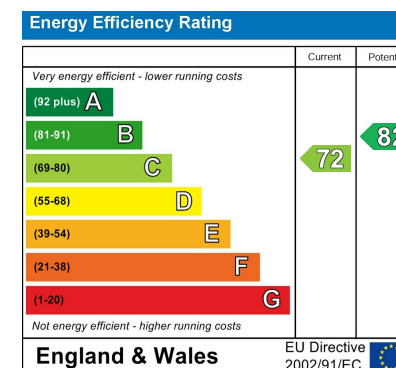 Energy Efficiency Rating
Current Potent
Very energy efficient - lower running costs
(92 plus) A
(81-91) B
(69-80) C
(55-68) D
(39-54) E
(21-38) F
(1-20) G
72
82
Not energy efficient - higher running costs
England & Wales
EU Directive
2002/91/EC